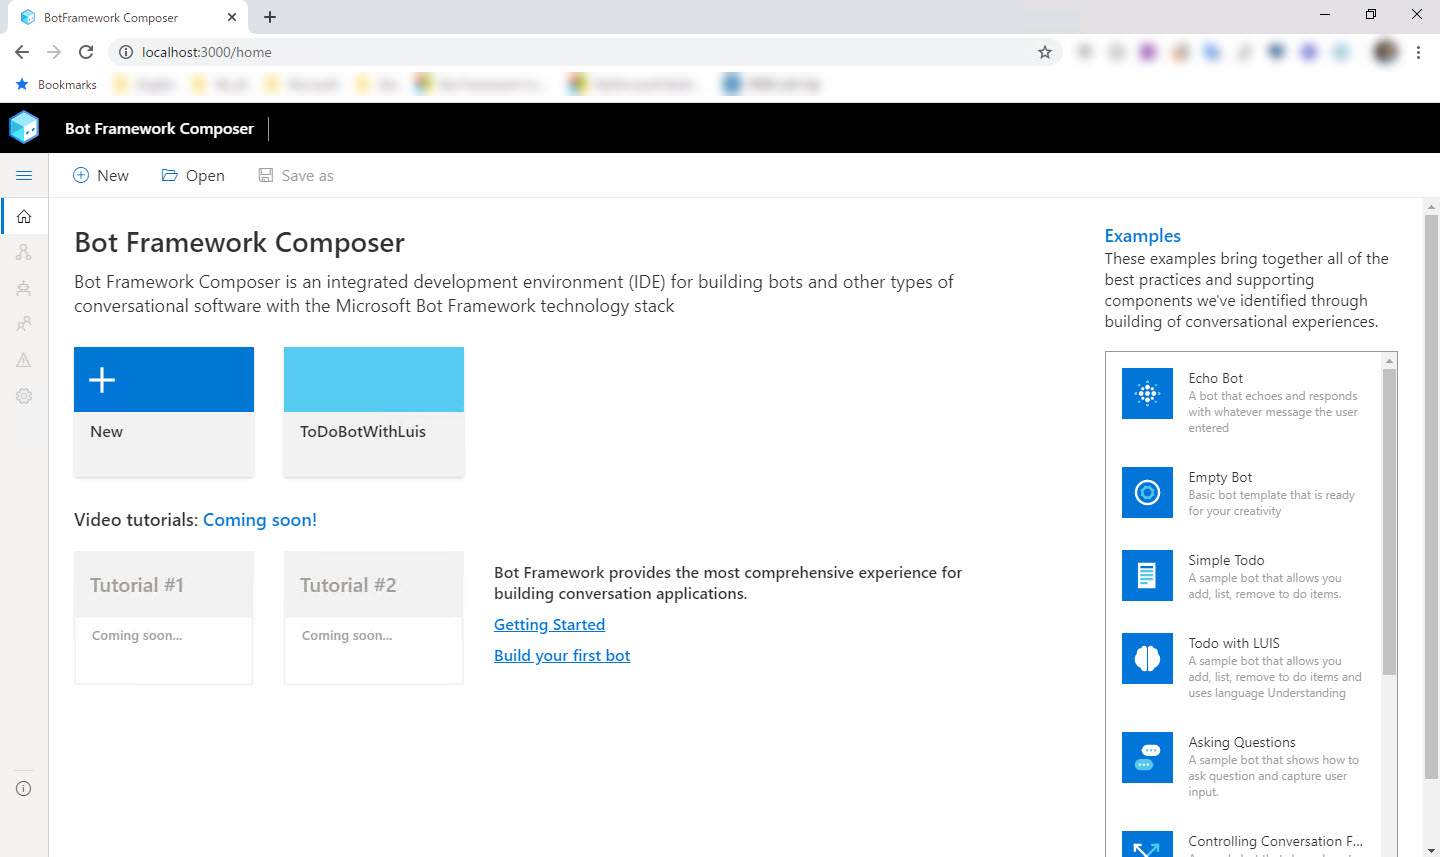 BotFramework Composer
localhost:3000/home
Bookmarks
Bot Framework Composer
New
Open
Save as
Bot Framework Composer
Bot Framework Composer is an integrated development environment (IDE) for building bots and other types of
conversational software with the Microsoft Bot Framework technology stack
New
ToDoBotWithLuis
Video tutorials: Coming soon!
Tutorial #1
Coming soon...
Tutorial #2
Coming soon...
Bot Framework provides the most comprehensive experience for
building conversation applications.
Getting Started
Build your first bot
Examples
These examples bring together all of the
best practices and supporting
components we've identified through
building of conversational experiences.
Echo Bot
A bot that echoes and responds
with whatever message the user
entered
Empty Bot
Basic bot template that is ready
for your creativity
Simple Todo
A sample bot that allows you
add, list, remove to do items.
Todo with LUIS
A sample bot that allows you
add, list, remove to do items and
uses language Understanding
Asking Questions
A sample bot that shows how to
ask question and capture user
input.
Controlling Conversation F...